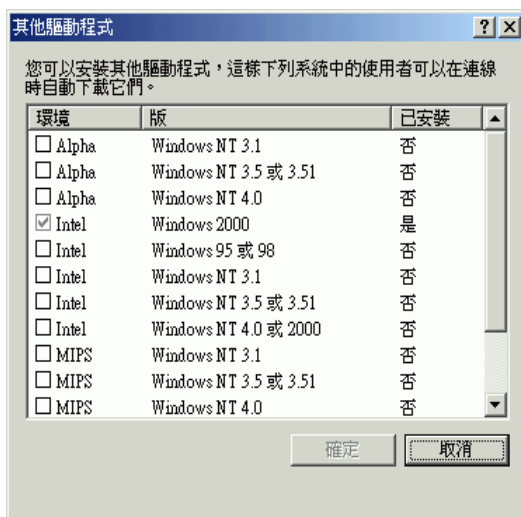 其他驅動程式
您可以安裝其他驅動程式，這樣下列系統中的使用者可以在連線
時自動下載它們。
環境 版 已安裝
Alpha Windows NT 3.1 否
Alpha Windows NT 3.5 或 3.51 否
Alpha Windows NT 4.0 否
Intel Windows 2000 是
Intel Windows 95 或 98 否
Intel Windows NT 3.1 否
Intel Windows NT 3.5 或 3.51 否
Intel Windows NT 4.0 或 2000 否
MIPS Windows NT 3.1 否
MIPS Windows NT 3.5 或 3.51 否
MIPS Windows NT 4.0 否
確定 取消